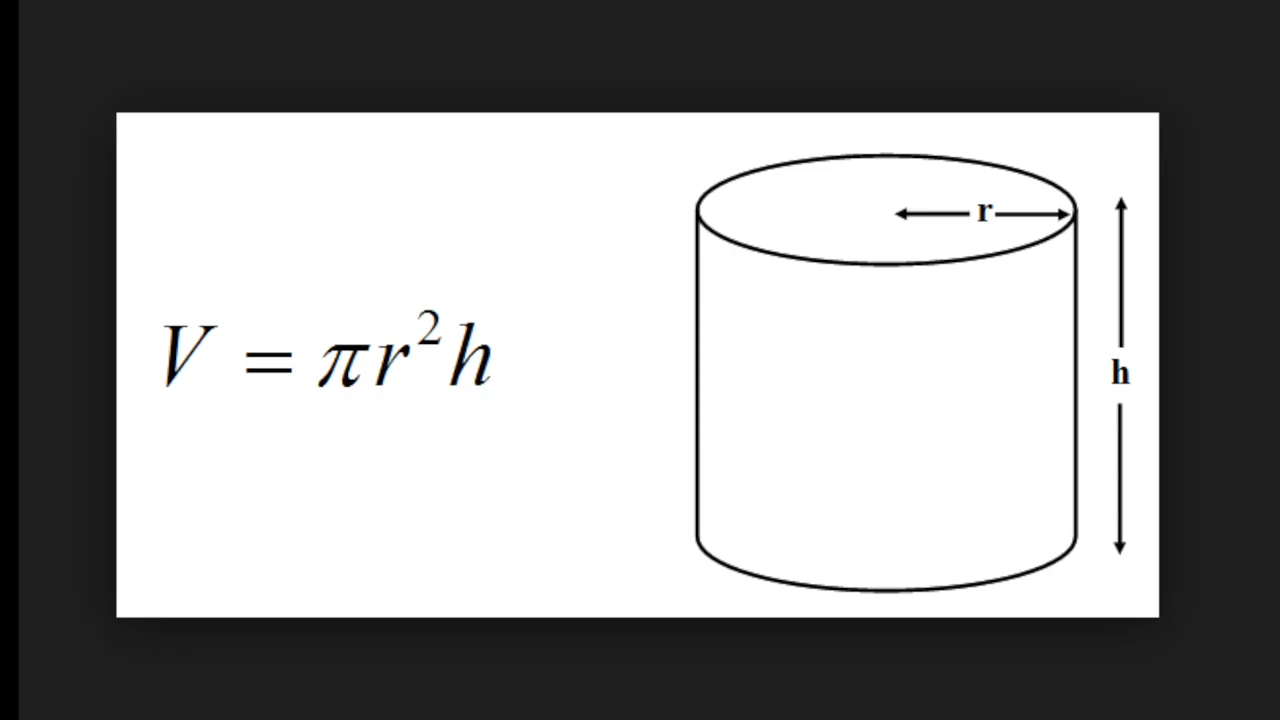 V = πr²h
r
h